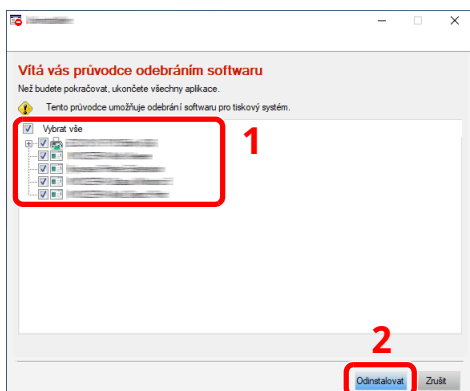 Vítá vás průvodce odebráním softwaru
Než budete pokračovat, ukončete všechny aplikace.
Tento průvodce umožňuje odebrání softwaru pro tiskový systém.
Vybrat vše
1
2
Odinstalovat Zrušit